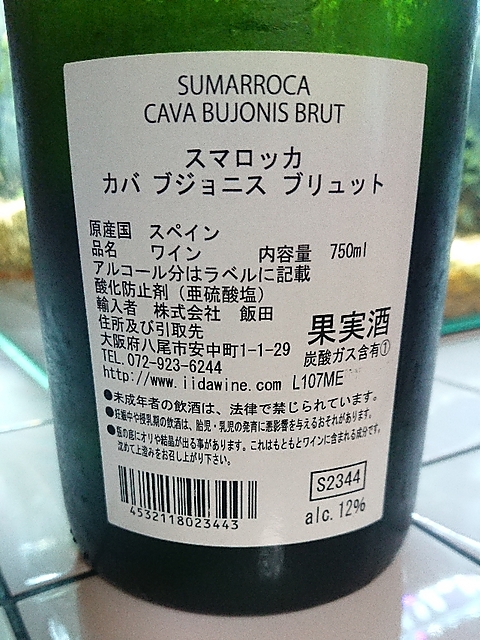 SUMARROCA
CAVA BUJONIS BRUT
スマロッカ
カバ ブジョニス ブリュット
原産国 スペイン
品名 ワイン 内容量 750ml
アルコール分はラベルに記載
酸化防止剤（亜硫酸塩）
輸入者 株式会社 飯田
住所及び引取先
大阪府八尾市安中町1-1-29
TEL.072-923-6244
http://www.iidawine.com L107ME
果実酒
炭酸ガス含有①
●未成年者の飲酒は、法律で禁じられています。
●妊娠中や授乳期の飲酒は、胎児・乳児の発育に悪影響を与えるおそれがあります。
●瓶の底にオリや結晶が出る事があります。これはもともとワインに含まれる成分です。
沈めて上澄みをお召し上がり下さい。
4532118023443
S2344
alc.12%